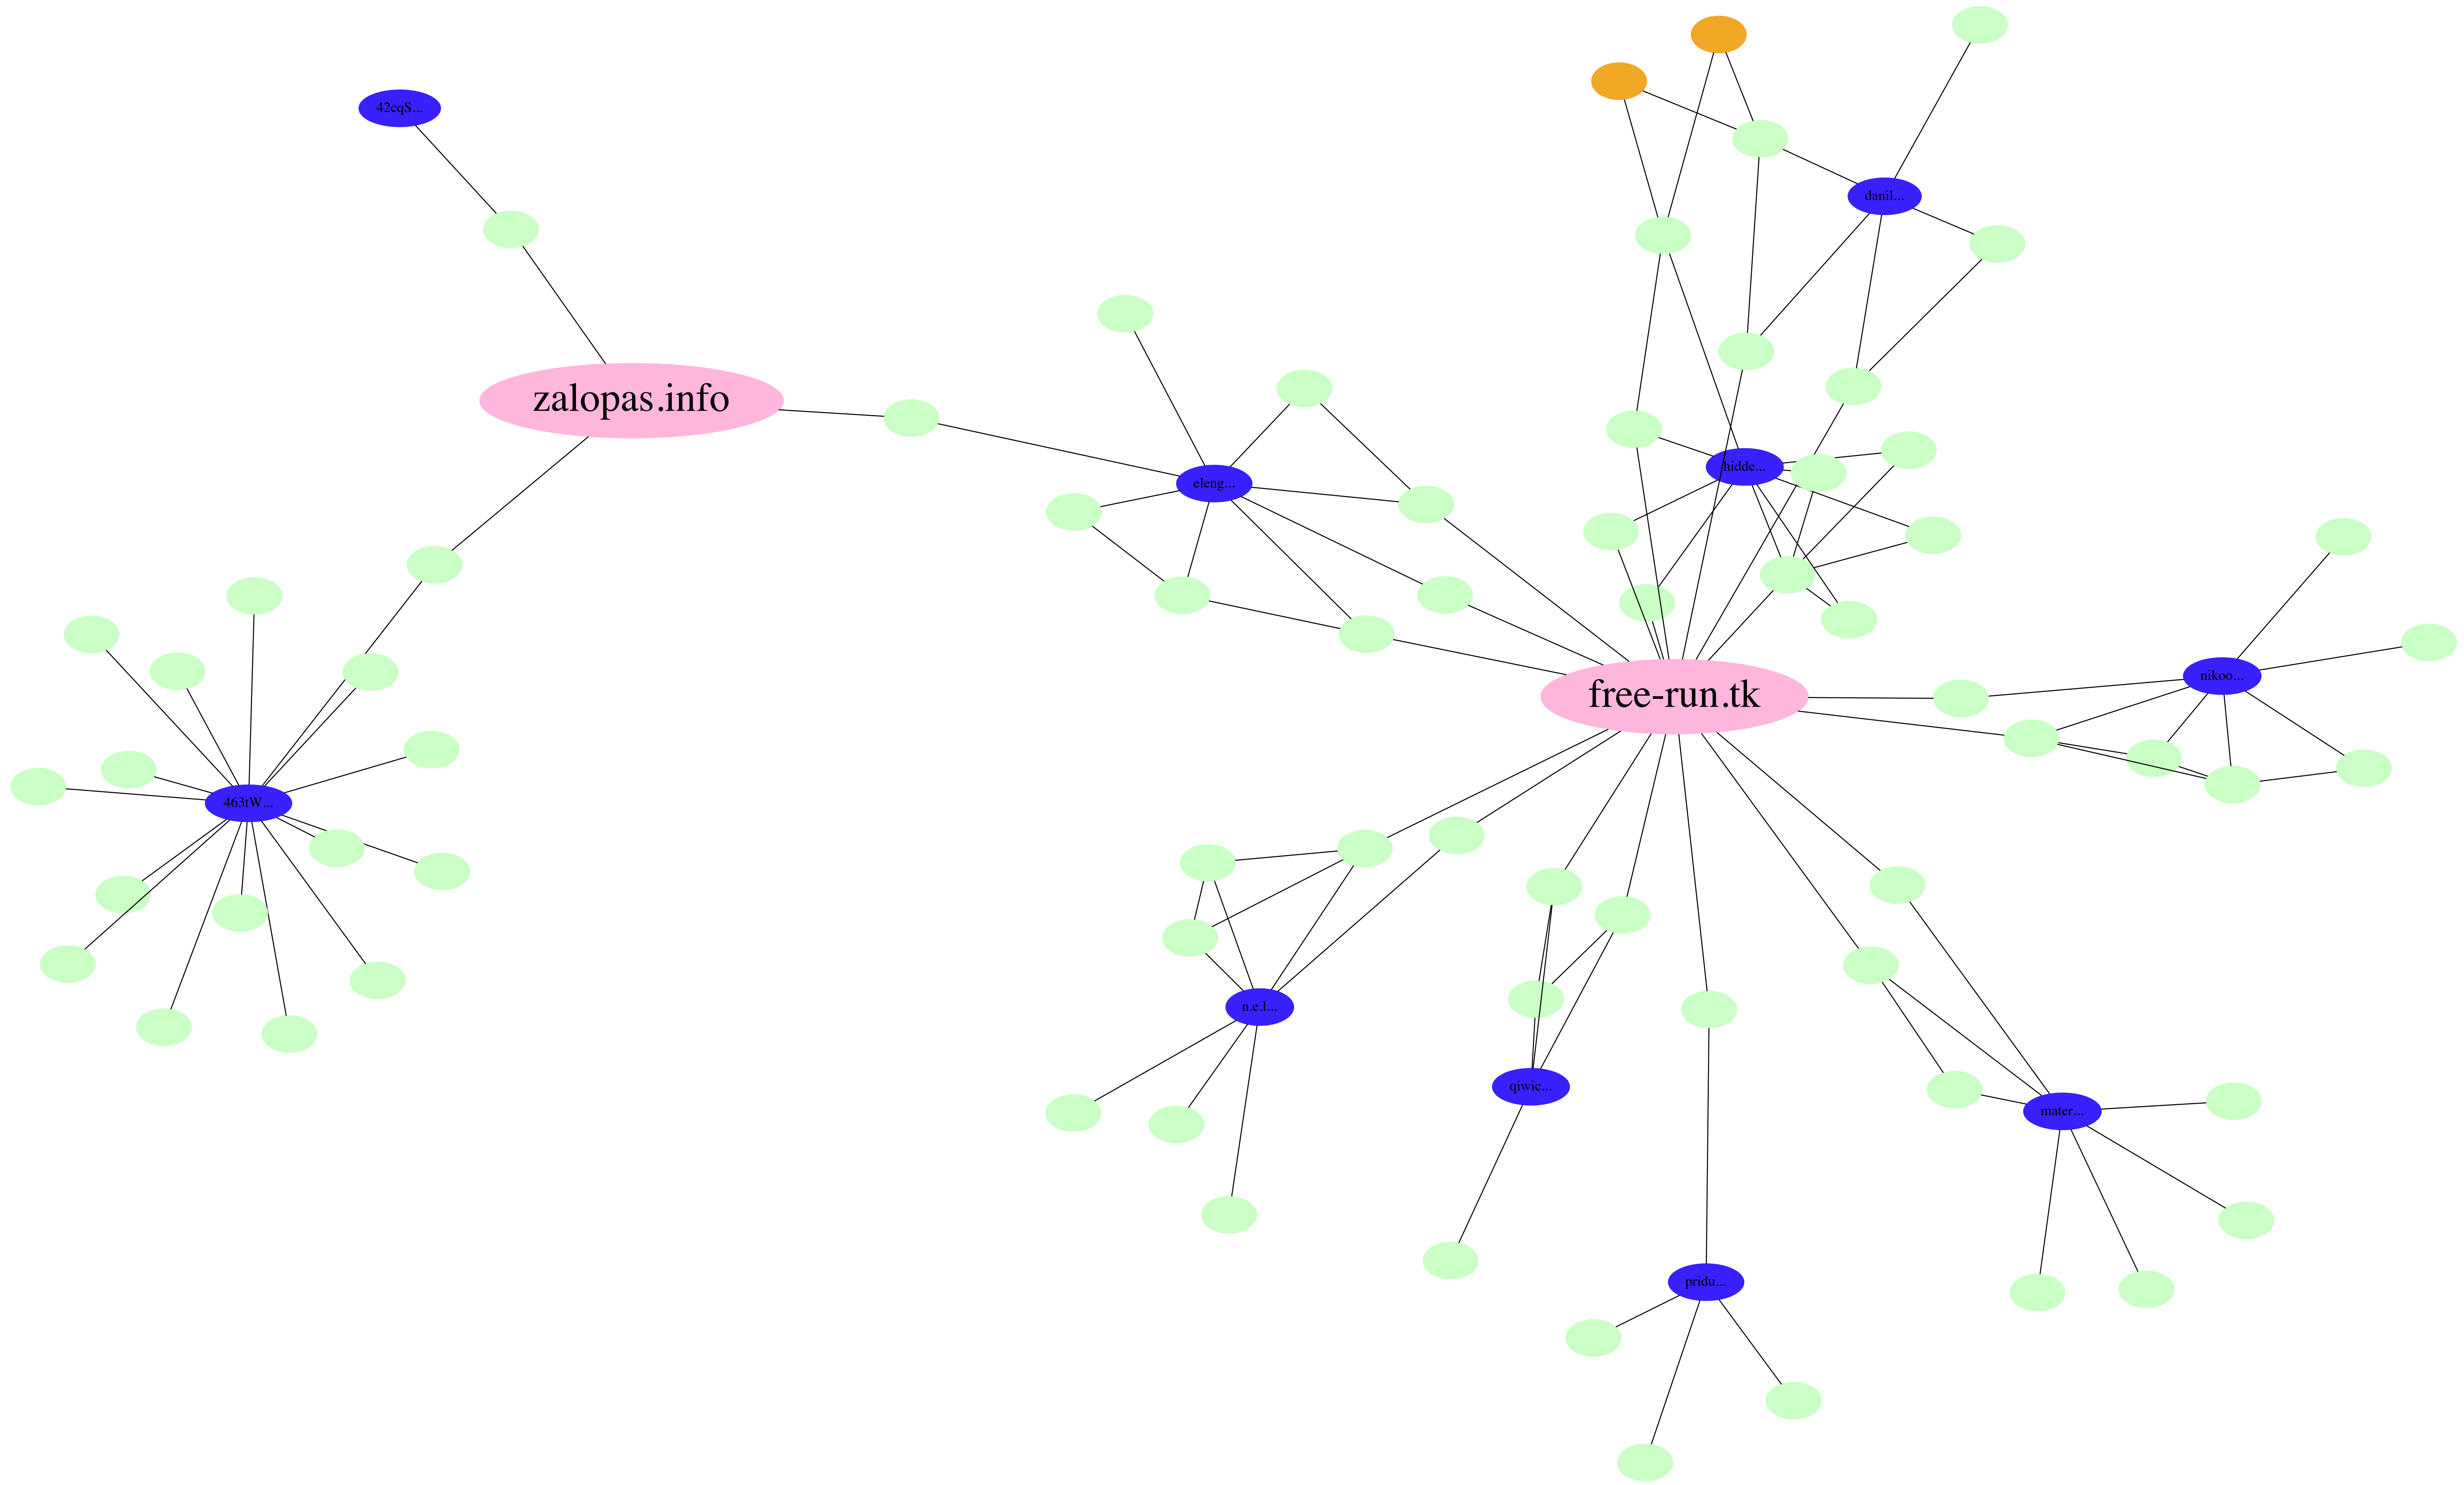 42cqS...
danil...
zalopas.info
eleng...
hidde...
nikoo...
free-run.tk
463tW...
n.e.l...
qiwic...
mater...
pridu...